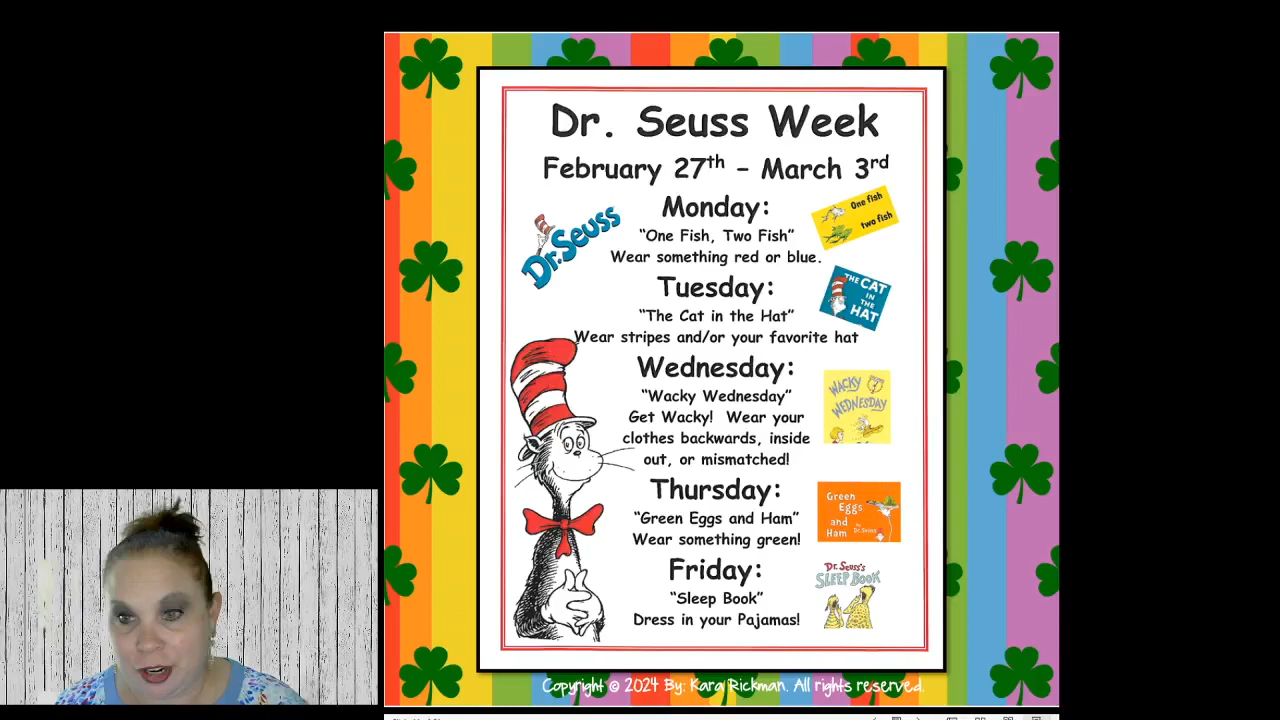 Dr. Seuss Week
February 27th – March 3rd
Monday:
"One Fish, Two Fish"
Wear something red or blue.
One fish
two fish
Dr. Seuss
Tuesday:
"The Cat in the Hat"
Wear stripes and/or your favorite hat
THE CAT
IN
THE
HAT
Wednesday:
"Wacky Wednesday"
Get Wacky! Wear your
clothes backwards, inside
out, or mismatched!
WACKY
WEDNESDAY
Thursday:
"Green Eggs and Ham"
Wear something green!
Green
Eggs
and
Ham
by
Dr. Seuss
Friday:
"Sleep Book"
Dress in your Pajamas!
Dr. Seuss's
SLEEP BOOK
Copyright © 2024 By: Kara Rickman. All rights reserved.